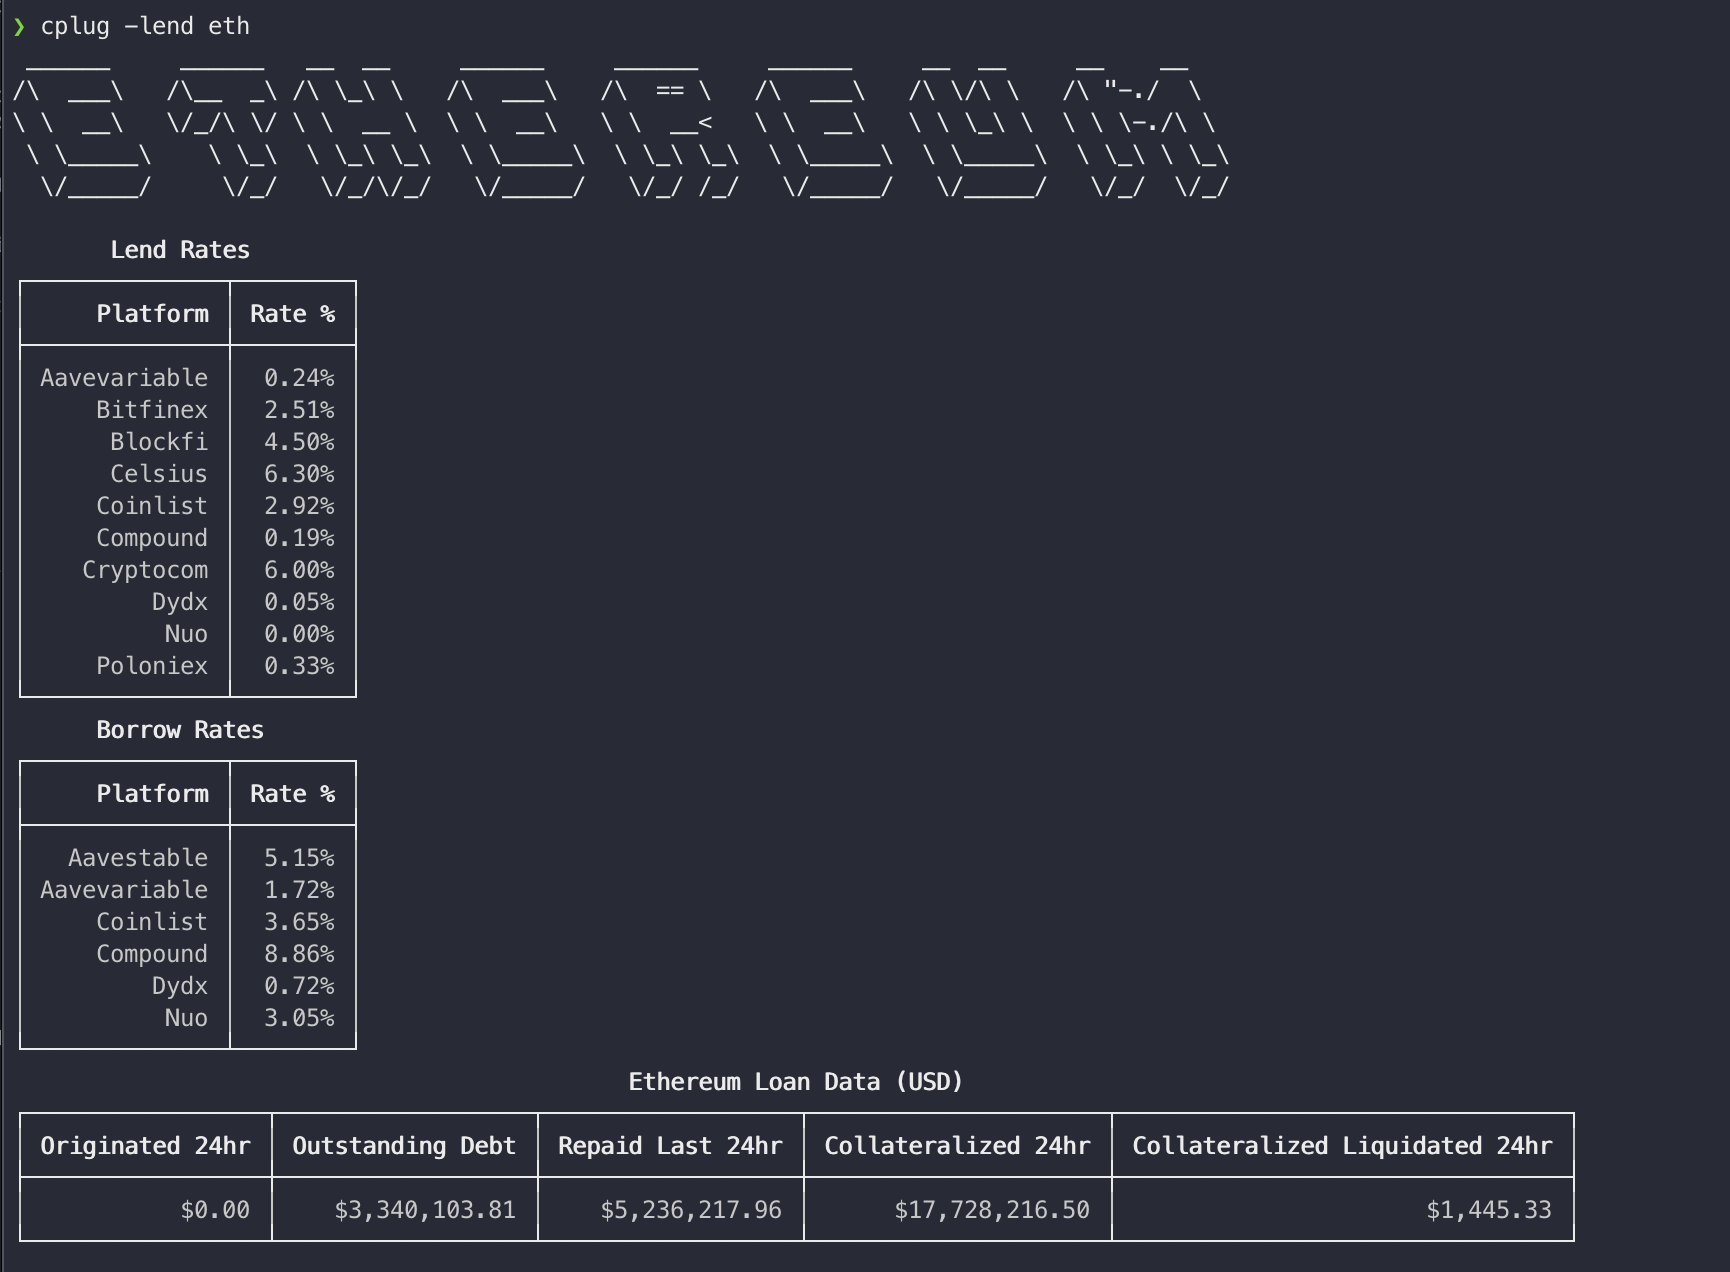 ❯ cplug -lend eth
ETHEREUM
Lend Rates
Platform Rate %
Aavevariable 0.24%
Bitfinex 2.51%
Blockfi 4.50%
Celsius 6.30%
Coinlist 2.92%
Compound 0.19%
Cryptocom 6.00%
Dydx 0.05%
Nuo 0.00%
Poloniex 0.33%
Borrow Rates
Platform Rate %
Aavestable 5.15%
Aavevariable 1.72%
Coinlist 3.65%
Compound 8.86%
Dydx 0.72%
Nuo 3.05%
Ethereum Loan Data (USD)
Originated 24hr Outstanding Debt Repaid Last 24hr Collateralized 24hr Collateralized Liquidated 24hr
$0.00 $3,340,103.81 $5,236,217.96 $17,728,216.50 $1,445.33